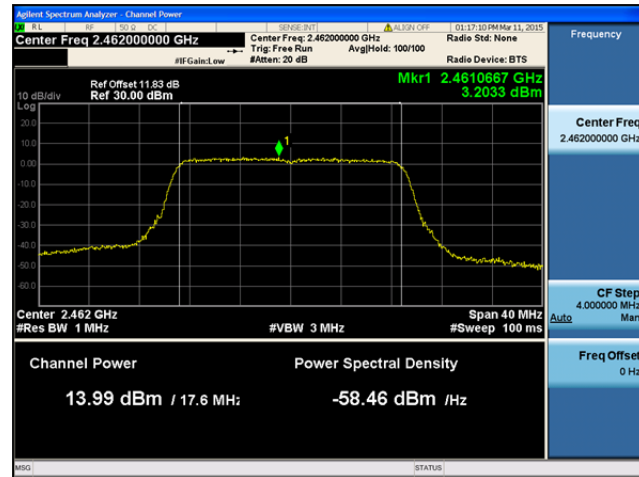 Agilent Spectrum Analyzer - Channel Power
RL RF 50 Ω DC SENSE:INT ALIGN OFF 01:17:10 PM Mar 11, 2015
Center Freq 2.462000000 GHz
Center Freq: 2.462000000 GHz
Radio Std: None
Trig: Free Run Avg|Hold: 100/100
#IFGain:Low #Atten: 20 dB Radio Device: BTS
Mkr1 2.4610667 GHz
3.2033 dBm
Ref Offset 11.83 dB
10 dB/div Ref 30.00 dBm
Log
20.0
10.0
0.00
-10.0
-20.0
-30.0
-40.0
-50.0
-60.0
1
Center 2.462 GHz Span 40 MHz
#Res BW 1 MHz #VBW 3 MHz #Sweep 100 ms
Channel Power Power Spectral Density
13.99 dBm / 17.6 MHz -58.46 dBm /Hz
MSG STATUS
Frequency
Center Freq
2.462000000 GHz
CF Step
4.000000 MHz
Auto Man
Freq Offset
0 Hz